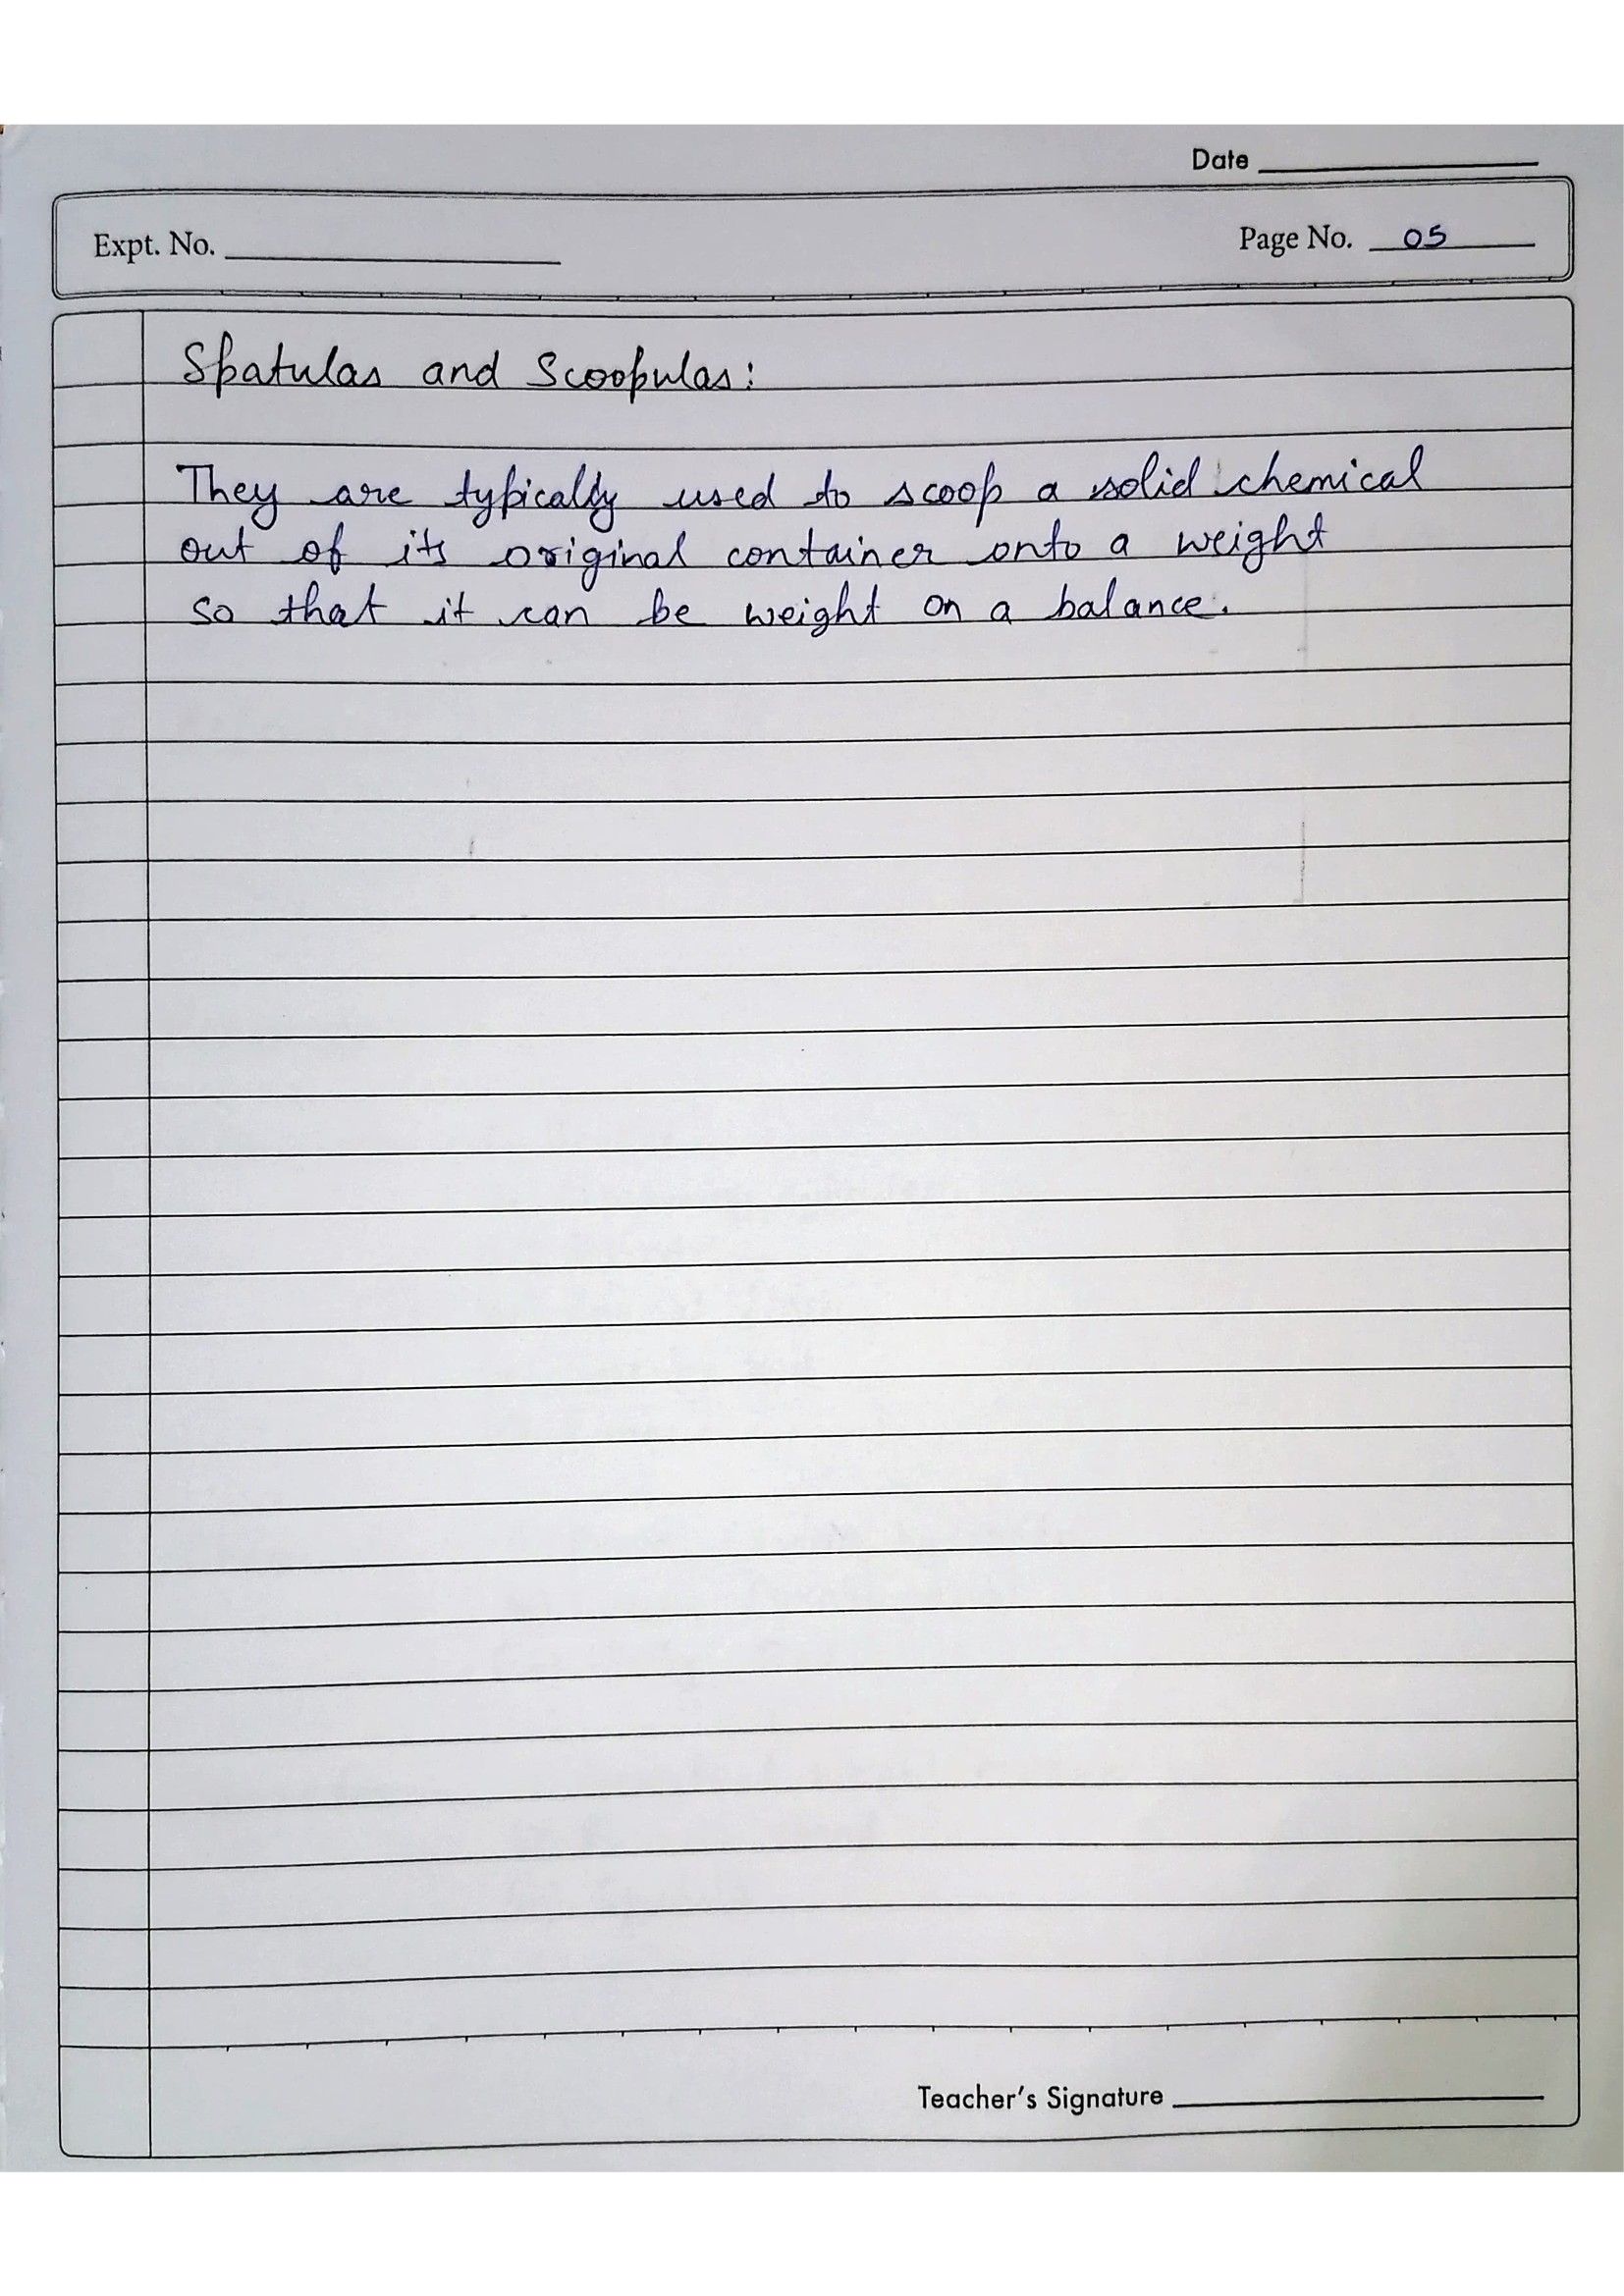 Date
Expt. No.
Page No. 05
Spatulas and Scoopulas:
They are typically used to scoop a solid chemical
out of its original container onto a weight
so that it can be weight on a balance.
Teacher's Signature